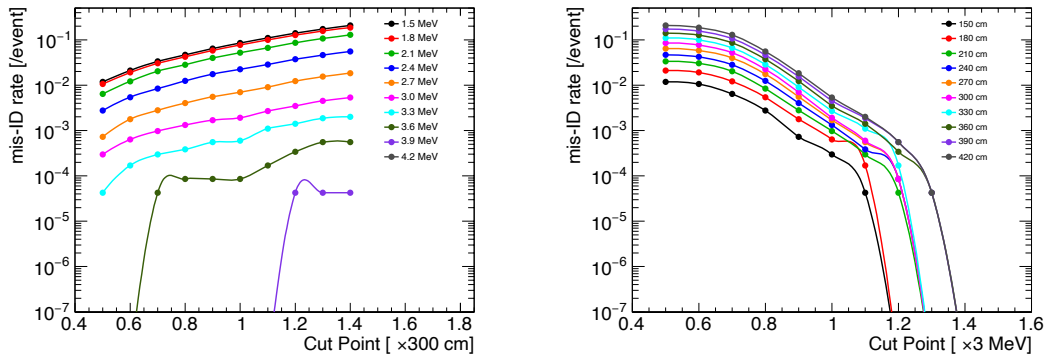 mis-ID rate [/event]
10⁻¹
10⁻²
10⁻³
10⁻⁴
10⁻⁵
10⁻⁶
10⁻⁷
0.4 0.6 0.8 1 1.2 1.4 1.6 1.8
Cut Point [ ×300 cm]
1.5 MeV
1.8 MeV
2.1 MeV
2.4 MeV
2.7 MeV
3.0 MeV
3.3 MeV
3.6 MeV
3.9 MeV
4.2 MeV
mis-ID rate [/event]
10⁻¹
10⁻²
10⁻³
10⁻⁴
10⁻⁵
10⁻⁶
10⁻⁷
0.4 0.6 0.8 1 1.2 1.4 1.6
Cut Point [ ×3 MeV]
150 cm
180 cm
210 cm
240 cm
270 cm
300 cm
330 cm
360 cm
390 cm
420 cm